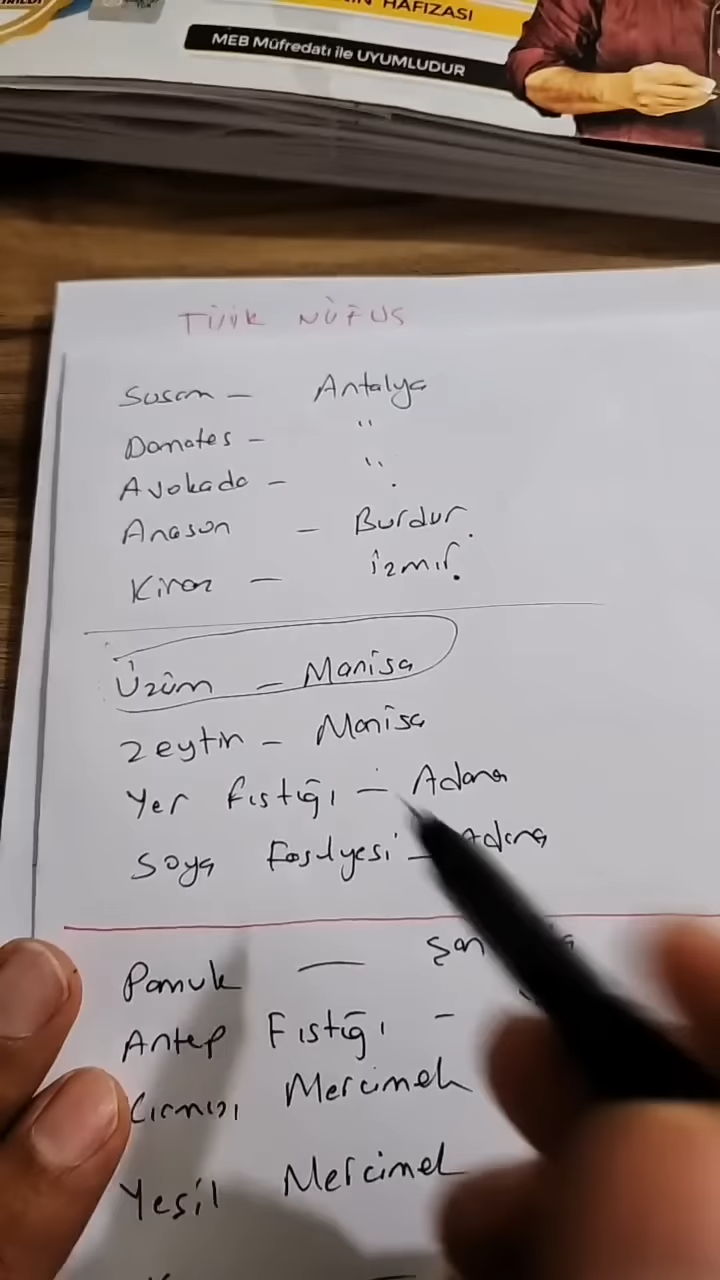 HAFIZASI
MEB Müfredatı ile UYUMLUDUR
NÜFUS
Susam - Antalya
Domates - "
Avokado - "
Anason - Burdur.
Kiraz - İzmir.
Üzüm - Manisa
Zeytin - Manisa
Yer Fıstığı - Adana
Soya Fasulyesi - Adana
Pamuk -
Antep Fıstığı -
Kırmızı Mercimek
Yeşil Mercimek